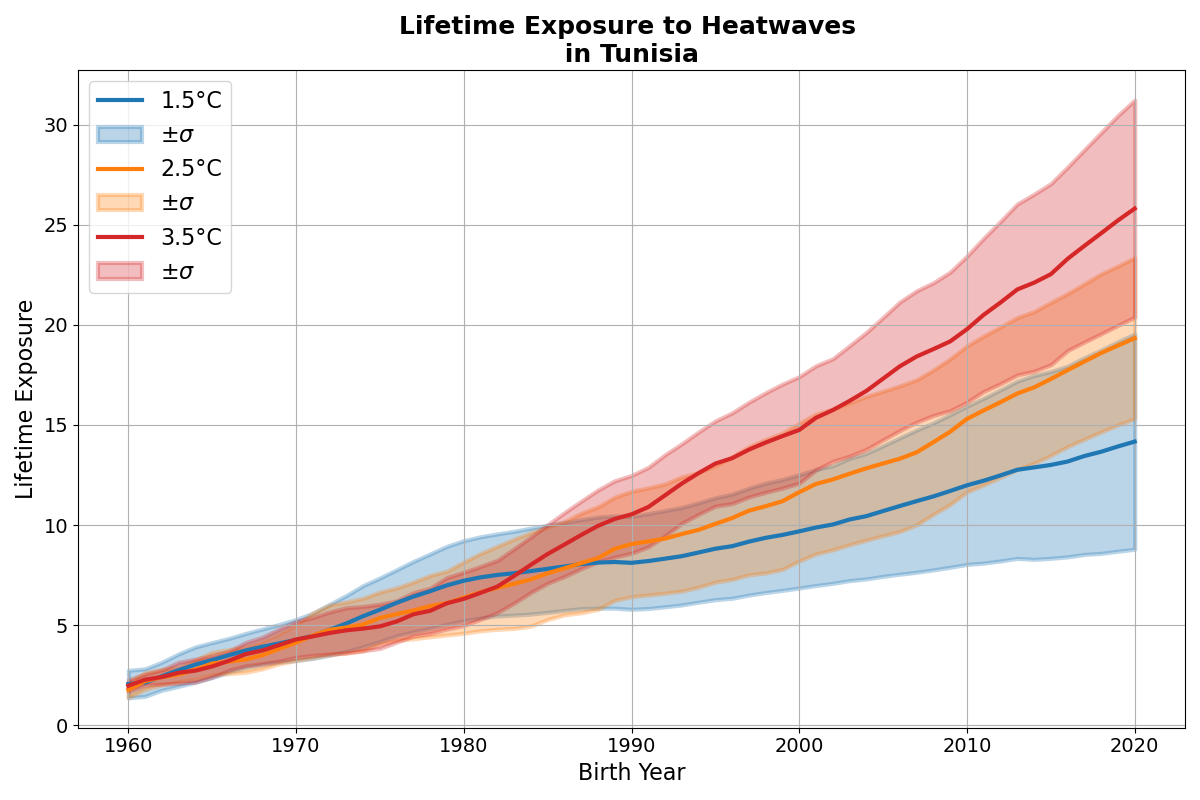 Lifetime Exposure to Heatwaves
in Tunisia
1.5°C
±σ
2.5°C
±σ
3.5°C
±σ
Lifetime Exposure
30
25
20
15
10
5
0
1960 1970 1980 1990 2000 2010 2020
Birth Year